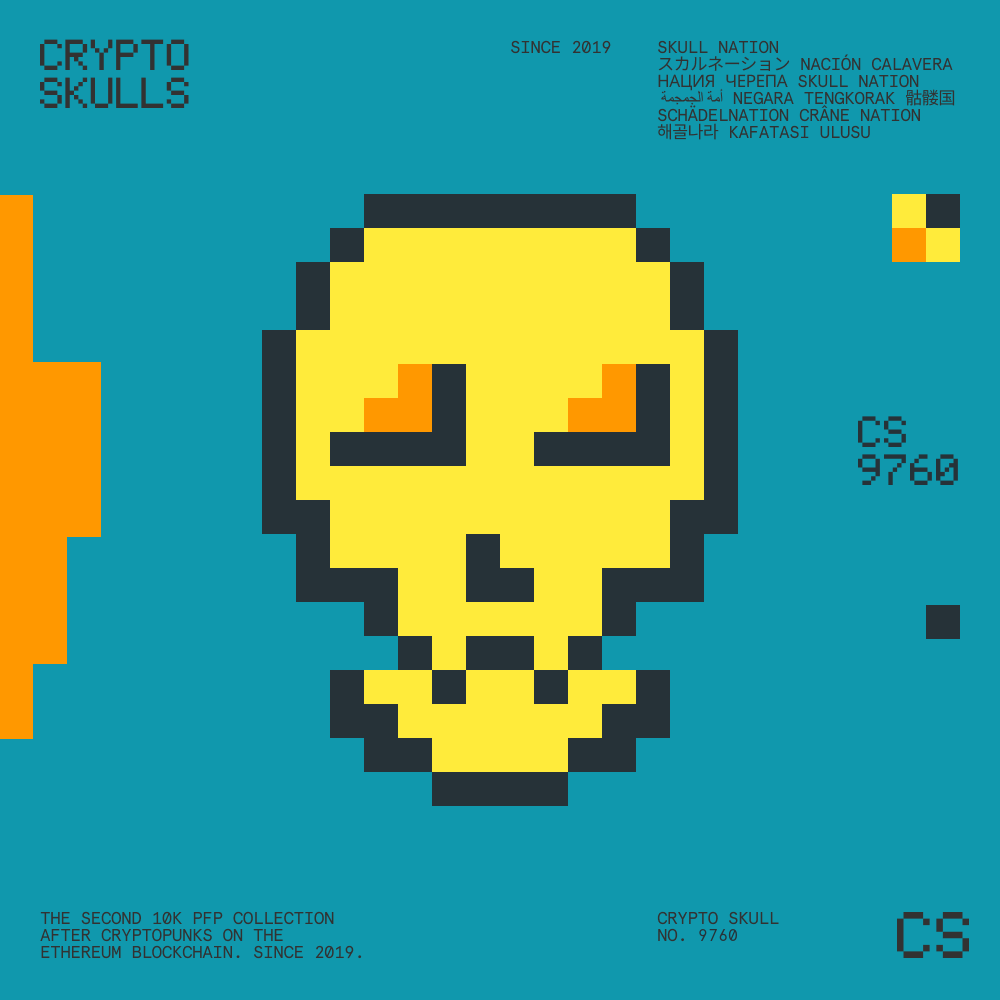 CRYPTO
SKULLS
SINCE 2019
SKULL NATION
スカルネーション NACIÓN CALAVERA
НАЦИЯ ЧЕРЕПА SKULL NATION
أمة الجمجمة NEGARA TENGKORAK 骷髅国
SCHÄDELNATION CRÂNE NATION
해골나라 KAFATASI ULUSU
CS
9760
THE SECOND 10K PFP COLLECTION
AFTER CRYPTOPUNKS ON THE
ETHEREUM BLOCKCHAIN. SINCE 2019.
CRYPTO SKULL
NO. 9760
CS